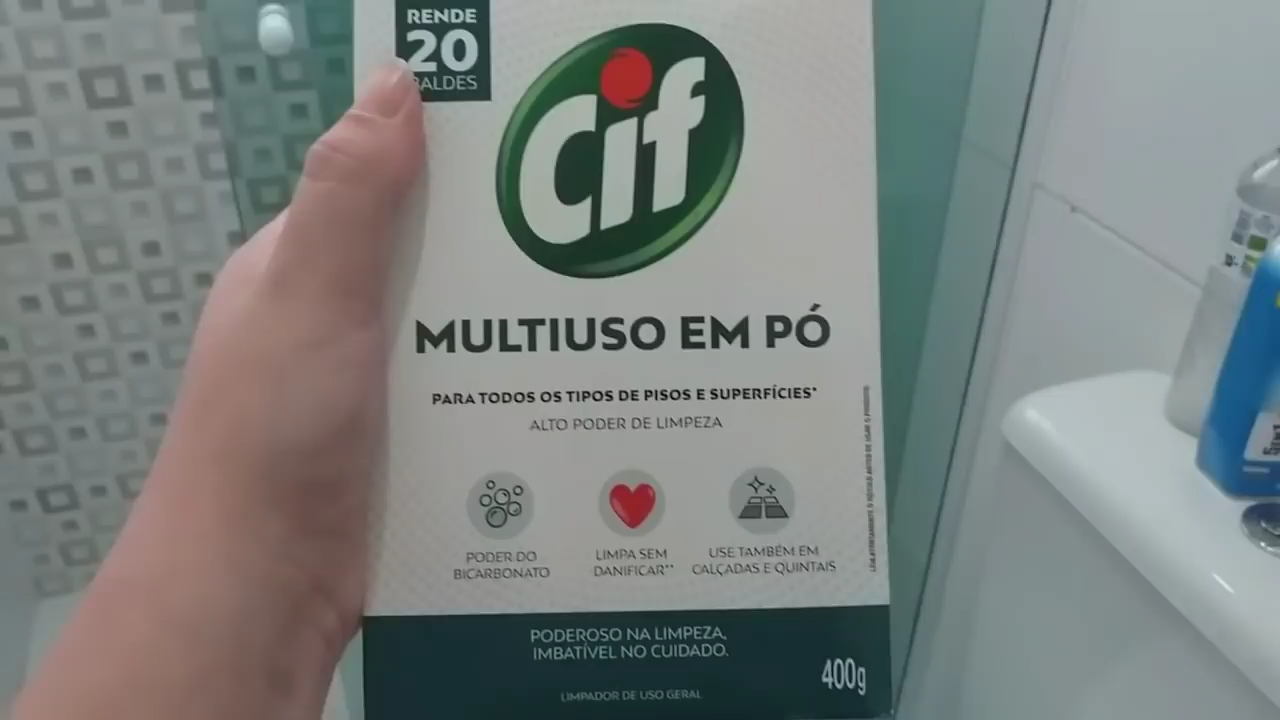 RENDE
20
BALDES
Cif
MULTIUSO EM PÓ
PARA TODOS OS TIPOS DE PISOS E SUPERFÍCIES*
ALTO PODER DE LIMPEZA
PODER DO
BICARBONATO
LIMPA SEM
DANIFICAR**
USE TAMBÉM EM
CALÇADAS E QUINTAIS
PODEROSO NA LIMPEZA,
IMBATÍVEL NO CUIDADO.
400g
LIMPADOR DE USO GERAL